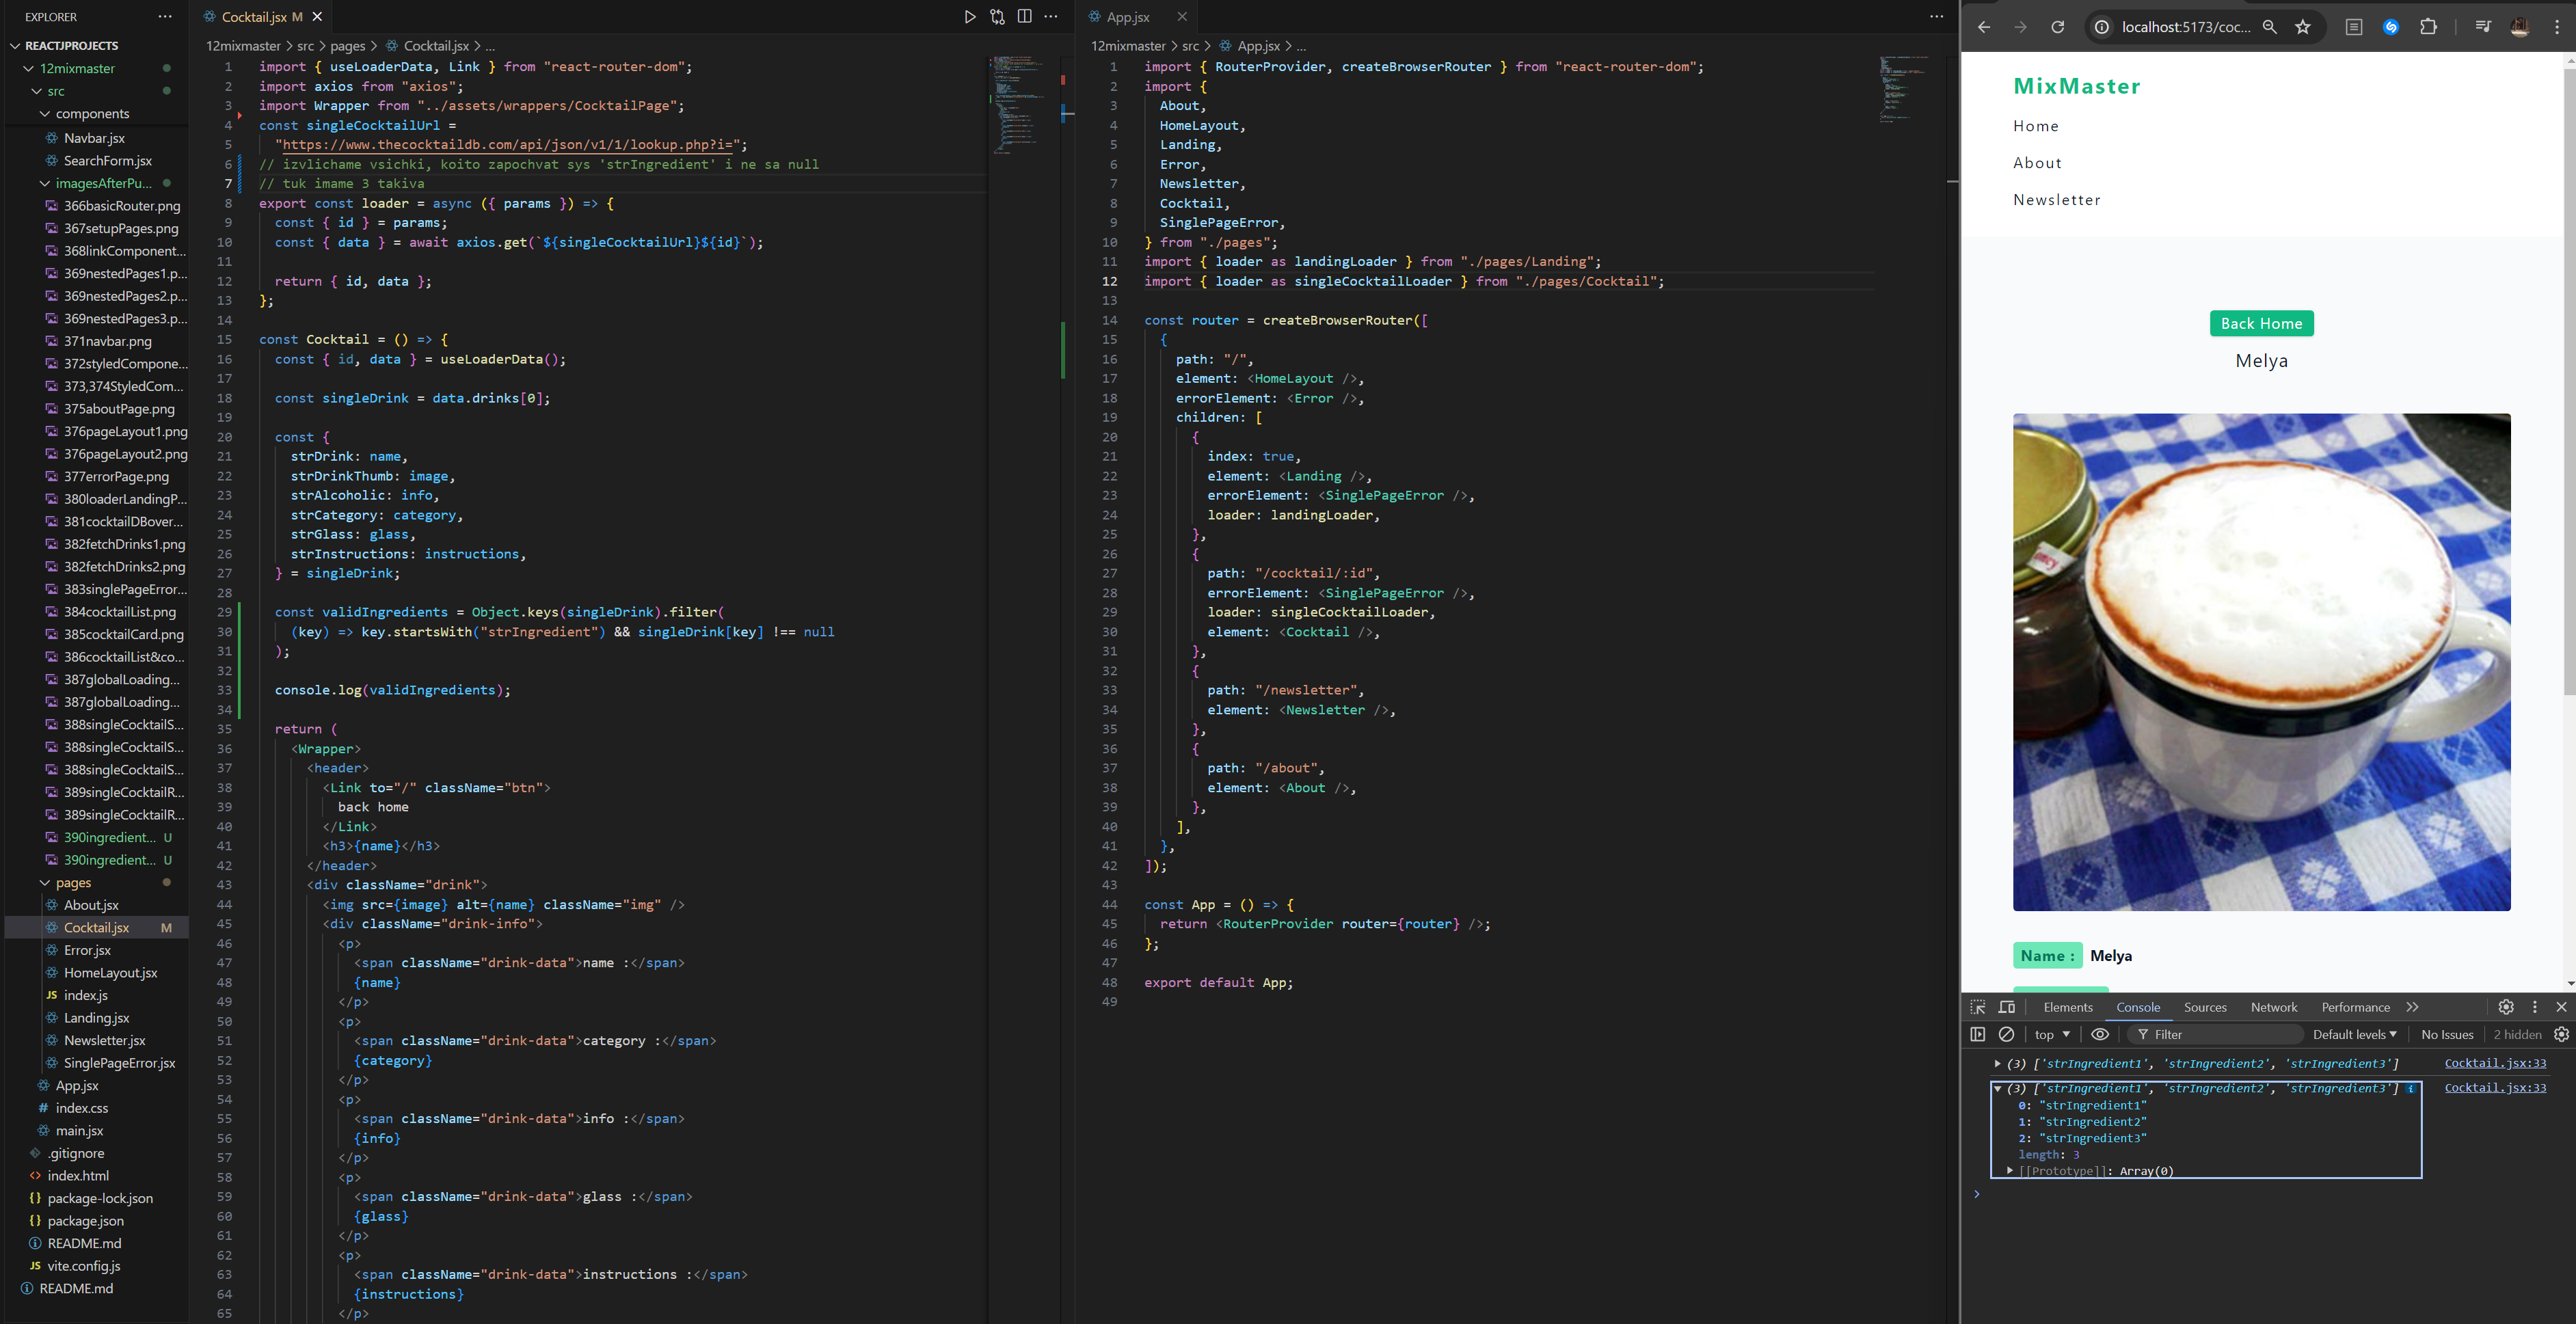 EXPLORER
REACTJPROJECTS
12mixmaster
src
components
Navbar.jsx
SearchForm.jsx
imagesAfterPu...
366basicRouter.png
367setupPages.png
368linkComponent...
369nestedPages1.p...
369nestedPages2.p...
369nestedPages3.p...
371navbar.png
372styledCompone...
373,374StyledCom...
375aboutPage.png
376pageLayout1.png
376pageLayout2.png
377errorPage.png
380loaderLandingP...
381cocktailDBover...
382fetchDrinks1.png
382fetchDrinks2.png
383singlePageError...
384cocktailList.png
385cocktailCard.png
386cocktailList&co...
387globalLoading...
387globalLoading...
388singleCocktailS...
388singleCocktailS...
388singleCocktailS...
389singleCocktailR...
389singleCocktailR...
390ingredient... U
390ingredient... U
pages
About.jsx
Cocktail.jsx M
Error.jsx
HomeLayout.jsx
JS index.js
Landing.jsx
Newsletter.jsx
SinglePageError.jsx
App.jsx
# index.css
main.jsx
.gitignore
<> index.html
{} package-lock.json
{} package.json
README.md
JS vite.config.js
README.md
Cocktail.jsx M
12mixmaster > src > pages > Cocktail.jsx > ...
1 import { useLoaderData, Link } from "react-router-dom";
2 import axios from "axios";
3 import Wrapper from "../assets/wrappers/CocktailPage";
4 const singleCocktailUrl =
5 "https://www.thecocktaildb.com/api/json/v1/1/lookup.php?i=";
6 // izvlichame vsichki, koito zapochvat sys 'strIngredient' i ne sa null
7 // tuk imame 3 takiva
8 export const loader = async ({ params }) => {
9 const { id } = params;
10 const { data } = await axios.get(`${singleCocktailUrl}${id}`);
11
12 return { id, data };
13 };
14
15 const Cocktail = () => {
16 const { id, data } = useLoaderData();
17
18 const singleDrink = data.drinks[0];
19
20 const {
21 strDrink: name,
22 strDrinkThumb: image,
23 strAlcoholic: info,
24 strCategory: category,
25 strGlass: glass,
26 strInstructions: instructions,
27 } = singleDrink;
28
29 const validIngredients = Object.keys(singleDrink).filter(
30 (key) => key.startsWith("strIngredient") && singleDrink[key] !== null
31 );
32
33 console.log(validIngredients);
34
35 return (
36 <Wrapper>
37 <header>
38 <Link to="/" className="btn">
39 back home
40 </Link>
41 <h3>{name}</h3>
42 </header>
43 <div className="drink">
44 <img src={image} alt={name} className="img" />
45 <div className="drink-info">
46 <p>
47 <span className="drink-data">name :</span>
48 {name}
49 </p>
50 <p>
51 <span className="drink-data">category :</span>
52 {category}
53 </p>
54 <p>
55 <span className="drink-data">info :</span>
56 {info}
57 </p>
58 <p>
59 <span className="drink-data">glass :</span>
60 {glass}
61 </p>
62 <p>
63 <span className="drink-data">instructions :</span>
64 {instructions}
65 </p>
App.jsx
12mixmaster > src > App.jsx > ...
1 import { RouterProvider, createBrowserRouter } from "react-router-dom";
2 import {
3 About,
4 HomeLayout,
5 Landing,
6 Error,
7 Newsletter,
8 Cocktail,
9 SinglePageError,
10 } from "./pages";
11 import { loader as landingLoader } from "./pages/Landing";
12 import { loader as singleCocktailLoader } from "./pages/Cocktail";
13
14 const router = createBrowserRouter([
15 {
16 path: "/",
17 element: <HomeLayout />,
18 errorElement: <Error />,
19 children: [
20 {
21 index: true,
22 element: <Landing />,
23 errorElement: <SinglePageError />,
24 loader: landingLoader,
25 },
26 {
27 path: "/cocktail/:id",
28 errorElement: <SinglePageError />,
29 loader: singleCocktailLoader,
30 element: <Cocktail />,
31 },
32 {
33 path: "/newsletter",
34 element: <Newsletter />,
35 },
36 {
37 path: "/about",
38 element: <About />,
39 },
40 ],
41 },
42 ]);
43
44 const App = () => {
45 return <RouterProvider router={router} />;
46 };
47
48 export default App;
49
localhost:5173/coc...
MixMaster
Home
About
Newsletter
Back Home
Melya
Name : Melya
Elements Console Sources Network Performance
top Filter Default levels No Issues 2 hidden
(3) ['strIngredient1', 'strIngredient2', 'strIngredient3'] Cocktail.jsx:33
(3) ['strIngredient1', 'strIngredient2', 'strIngredient3'] Cocktail.jsx:33
0: "strIngredient1"
1: "strIngredient2"
2: "strIngredient3"
length: 3
[[Prototype]]: Array(0)